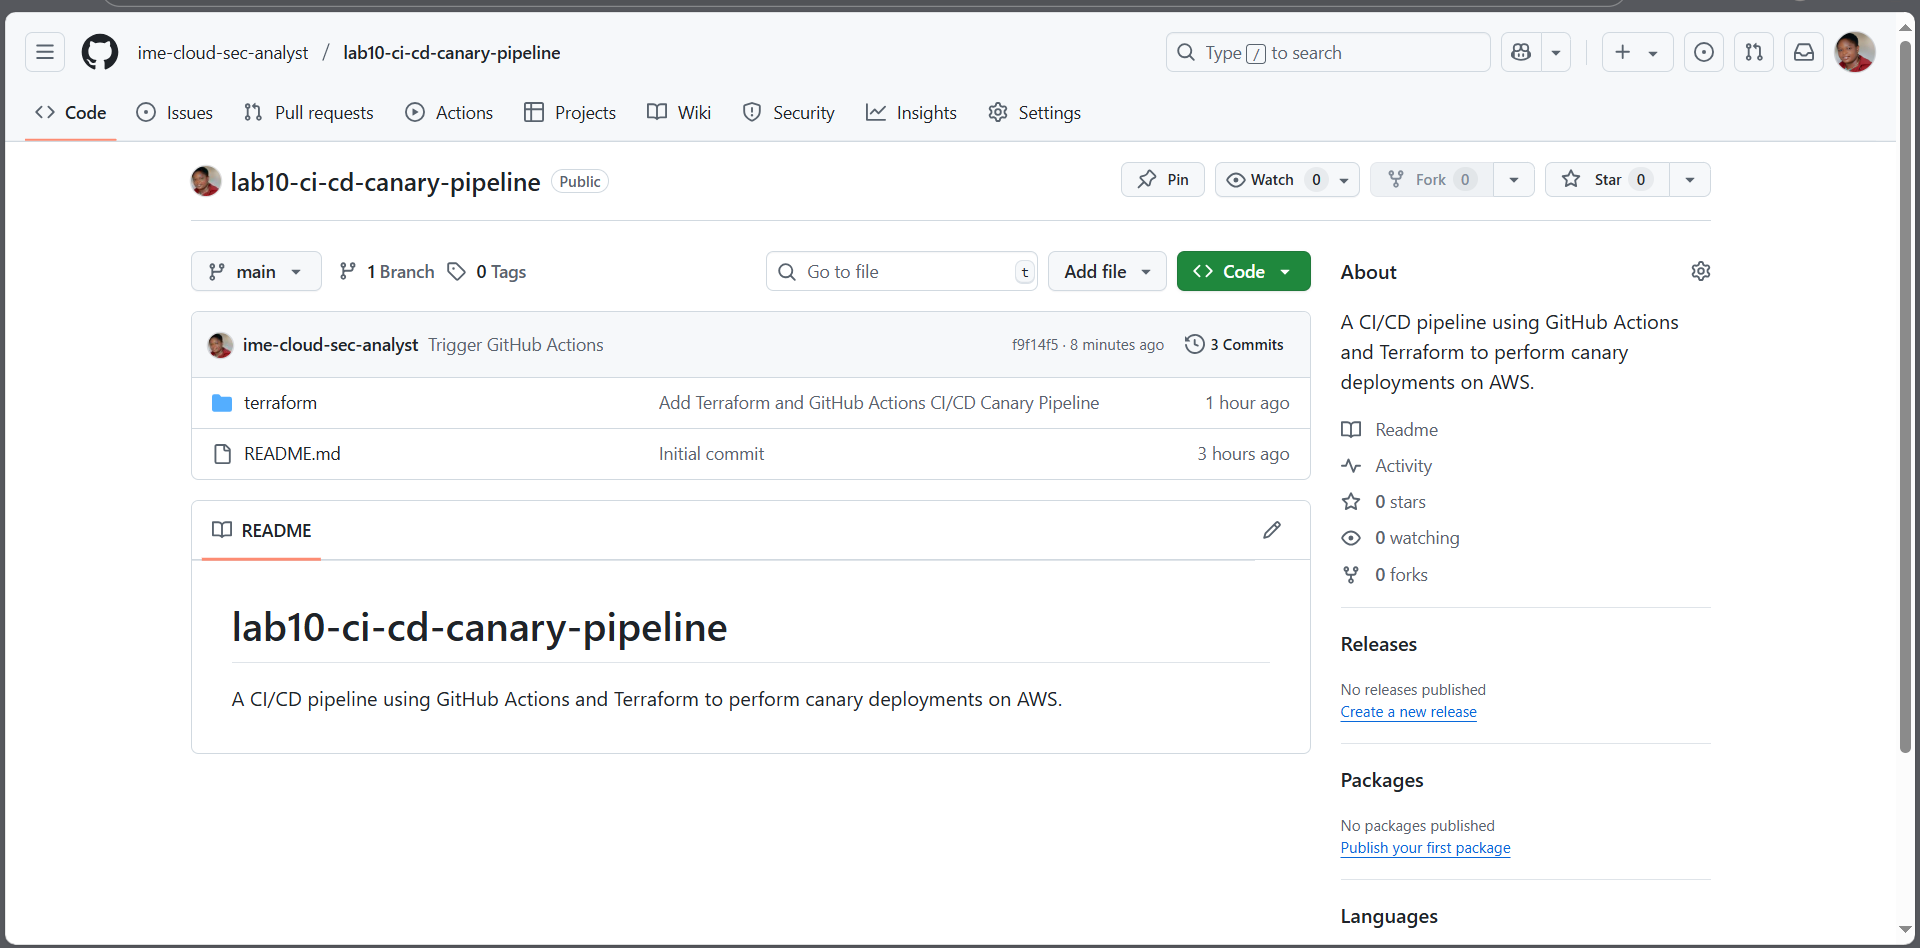 ime-cloud-sec-analyst / lab10-ci-cd-canary-pipeline
Type / to search
Code Issues Pull requests Actions Projects Wiki Security Insights Settings
lab10-ci-cd-canary-pipeline Public
Pin Watch 0 Fork 0 Star 0
main 1 Branch 0 Tags
Go to file t Add file Code
ime-cloud-sec-analyst Trigger GitHub Actions f9f14f5 · 8 minutes ago 3 Commits
terraform Add Terraform and GitHub Actions CI/CD Canary Pipeline 1 hour ago
README.md Initial commit 3 hours ago
README
lab10-ci-cd-canary-pipeline
A CI/CD pipeline using GitHub Actions and Terraform to perform canary deployments on AWS.
About
A CI/CD pipeline using GitHub Actions
and Terraform to perform canary
deployments on AWS.
Readme
Activity
0 stars
0 watching
0 forks
Releases
No releases published
Create a new release
Packages
No packages published
Publish your first package
Languages